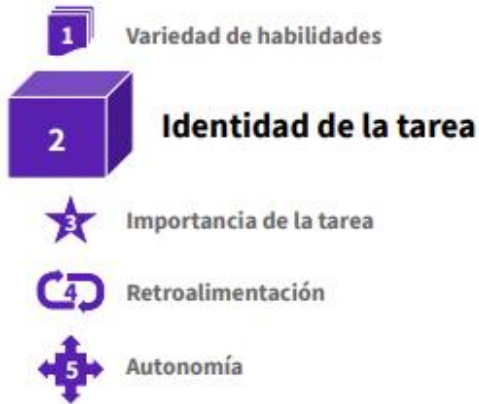 1 Variedad de habilidades
2 Identidad de la tarea
3 Importancia de la tarea
4 Retroalimentación
5 Autonomía